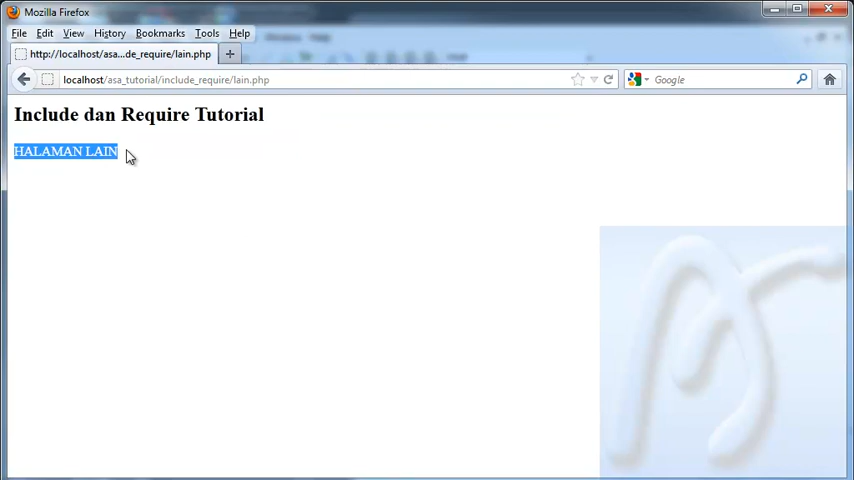 Mozilla Firefox
File Edit View History Bookmarks Tools Help
http://localhost/asa...de_require/lain.php
localhost/asa_tutorial/include_require/lain.php
Google
Include dan Require Tutorial
HALAMAN LAIN